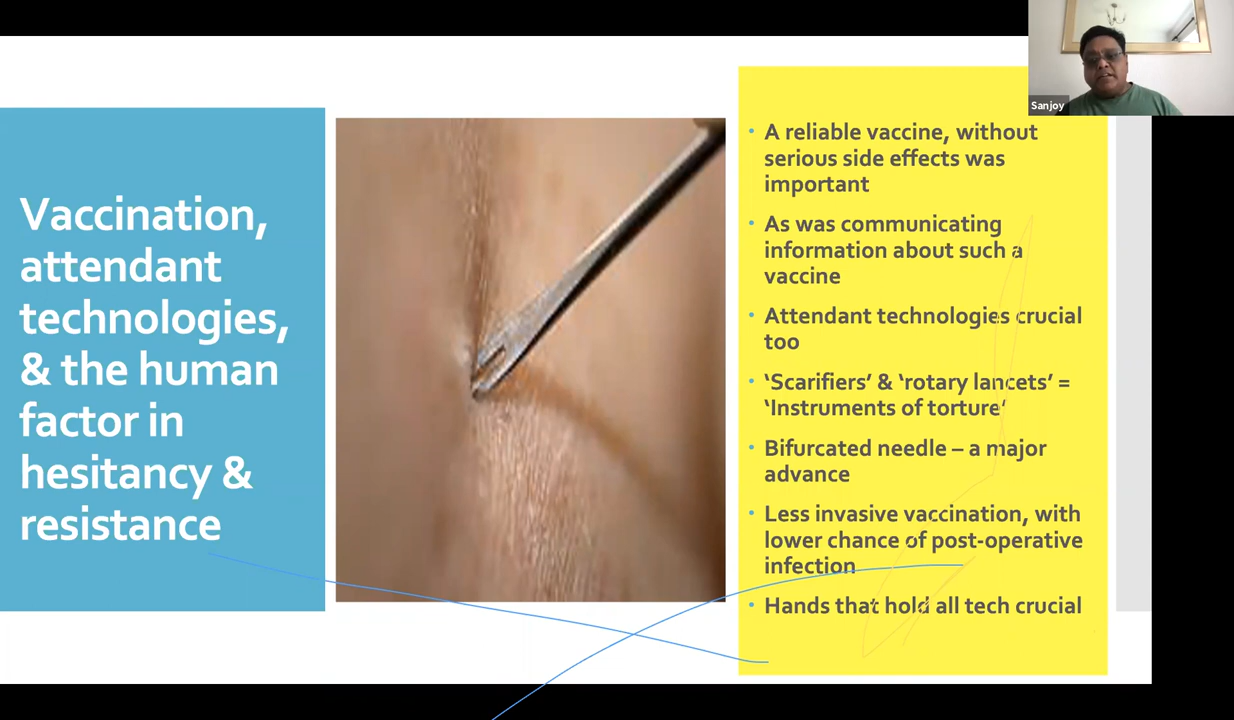 Vaccination,
attendant
technologies,
& the human
factor in
hesitancy &
resistance
• A reliable vaccine, without
serious side effects was
important
• As was communicating
information about such a
vaccine
• Attendant technologies crucial
too
• ‘Scarifiers’ & ‘rotary lancets’ =
‘Instruments of torture’
• Bifurcated needle – a major
advance
• Less invasive vaccination, with
lower chance of post-operative
infection
• Hands that hold all tech crucial
Sanjoy